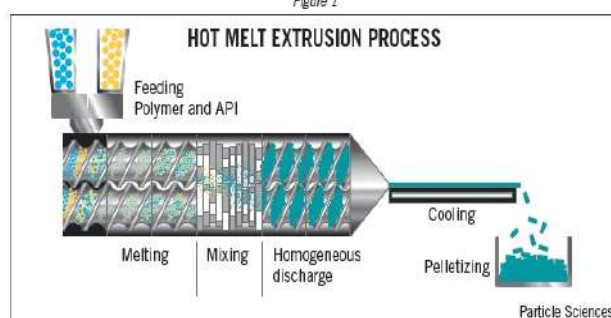 Figure 1
HOT MELT EXTRUSION PROCESS
Feeding
Polymer and API
Melting
Mixing
Homogeneous
discharge
Cooling
Pelletizing
Particle Sciences